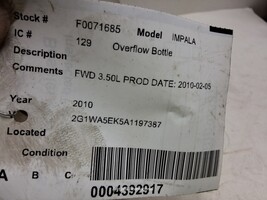 Stock # F0071685 Model IMPALA
IC # 129 Overflow Bottle
Description
Comments FWD 3.50L PROD DATE: 2010-02-05
Year 2010
2G1WA5EK5A1197387
Located
Condition
A B C
0004392917